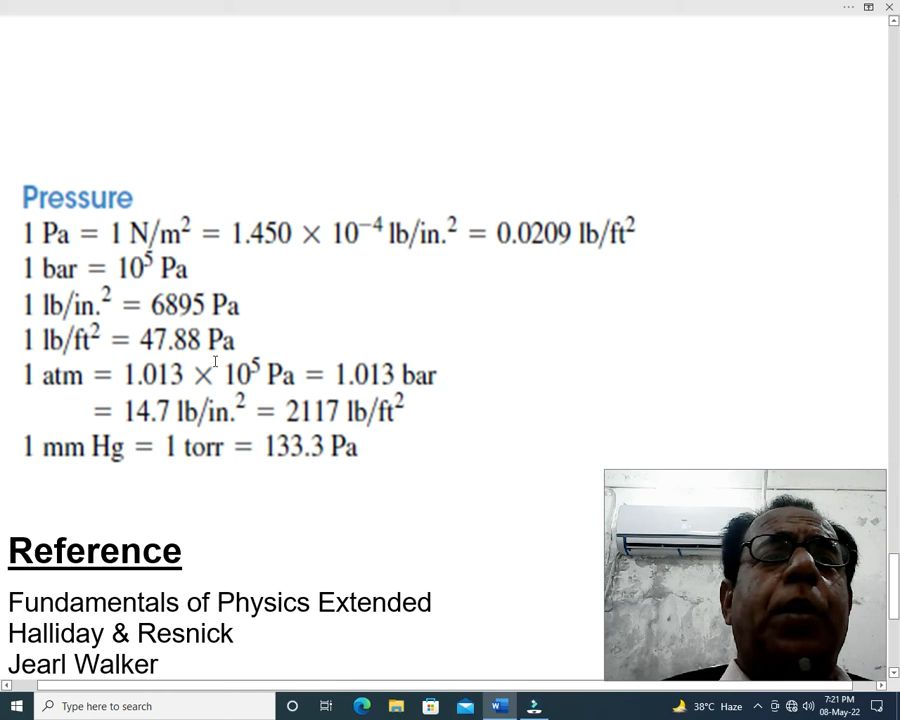 Pressure
1 Pa = 1 N/m² = 1.450 × 10⁻⁴ lb/in.² = 0.0209 lb/ft²
1 bar = 10⁵ Pa
1 lb/in.² = 6895 Pa
1 lb/ft² = 47.88 Pa
1 atm = 1.013 × 10⁵ Pa = 1.013 bar
= 14.7 lb/in.² = 2117 lb/ft²
1 mm Hg = 1 torr = 133.3 Pa
Reference
Fundamentals of Physics Extended
Halliday & Resnick
Jearl Walker
Type here to search
38°C Haze
7:21 PM
08-May-22